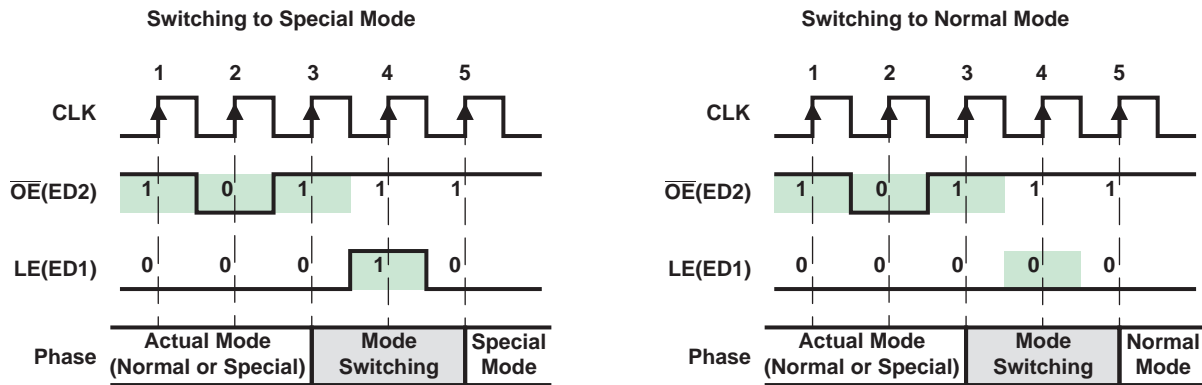 Switching to Special Mode
1 2 3 4 5
CLK
OE(ED2) 1 0 1 1 1
LE(ED1) 0 0 0 1 0
Phase
Actual Mode
(Normal or Special)
Mode
Switching
Special
Mode
Switching to Normal Mode
1 2 3 4 5
CLK
OE(ED2) 1 0 1 1 1
LE(ED1) 0 0 0 0 0
Phase
Actual Mode
(Normal or Special)
Mode
Switching
Normal
Mode